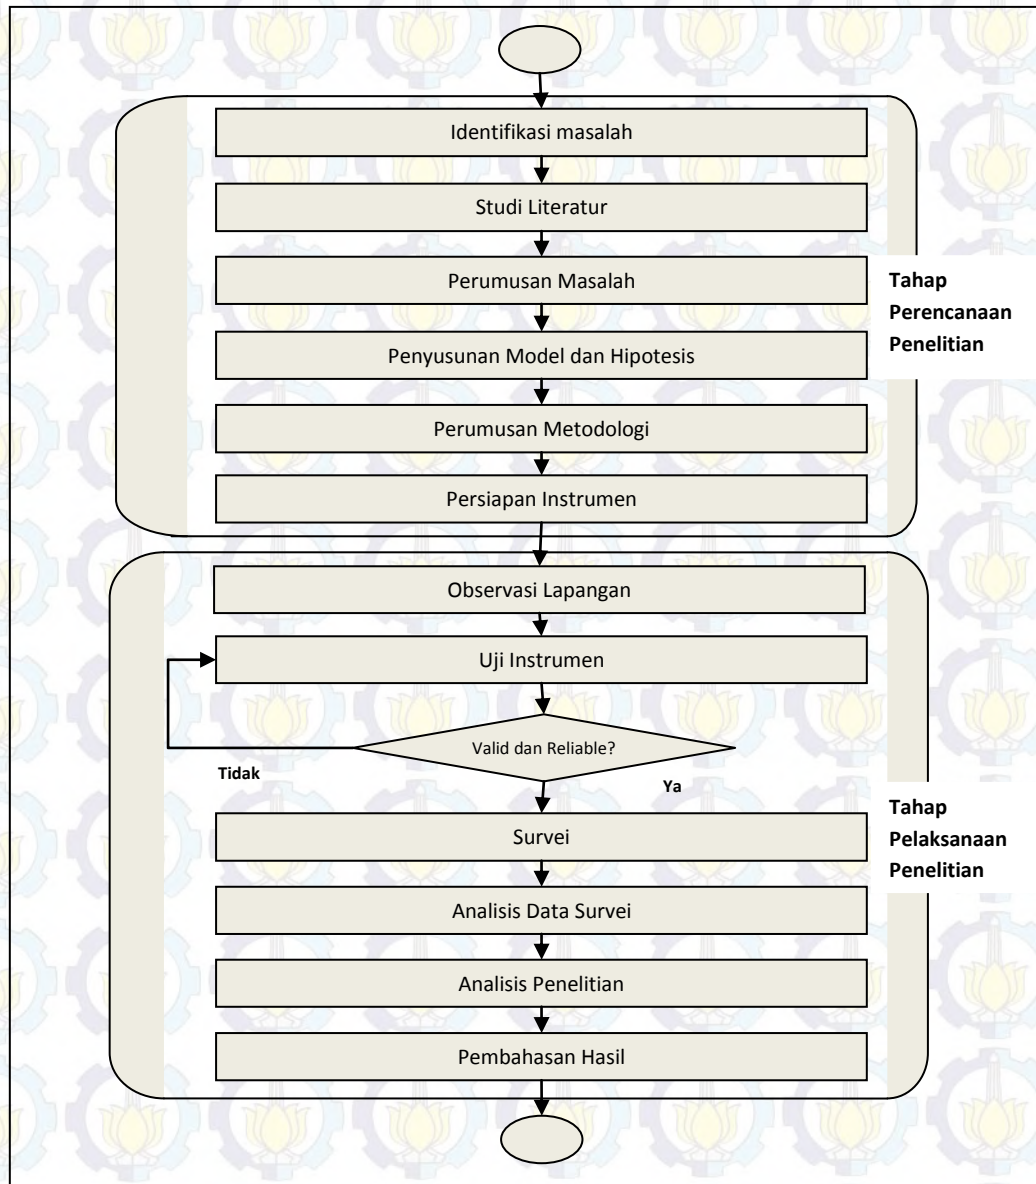 Identifikasi masalah
Studi Literatur
Perumusan Masalah
Tahap
Perencanaan
Penelitian
Penyusunan Model dan Hipotesis
Perumusan Metodologi
Persiapan Instrumen
Observasi Lapangan
Uji Instrumen
Valid dan Reliable?
Tidak
Ya
Tahap
Pelaksanaan
Penelitian
Survei
Analisis Data Survei
Analisis Penelitian
Pembahasan Hasil